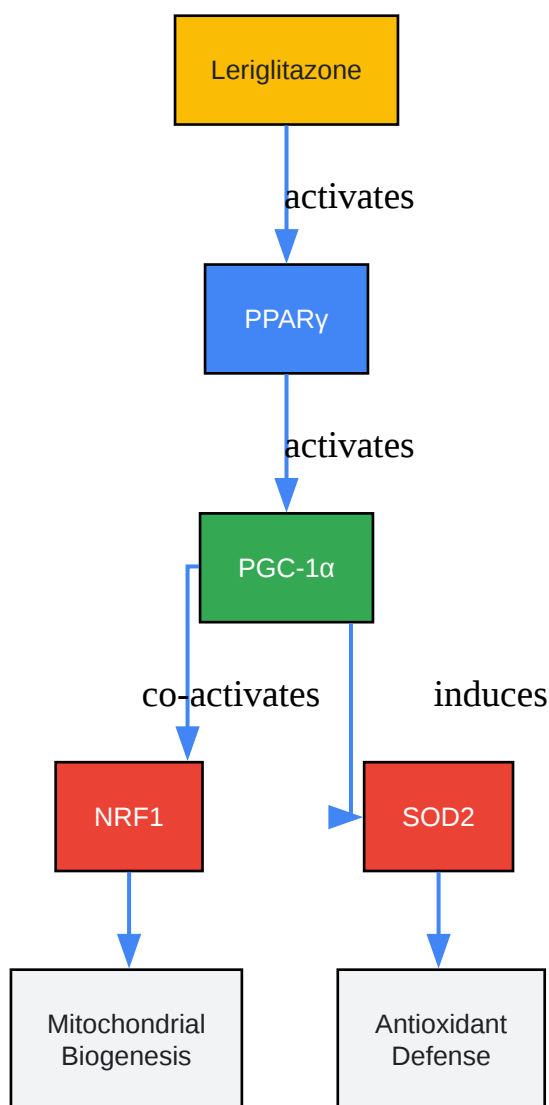 Leriglitazone
activates
PPARγ
activates
PGC-1α
co-activates
induces
NRF1
SOD2
Mitochondrial
Biogenesis
Antioxidant
Defense